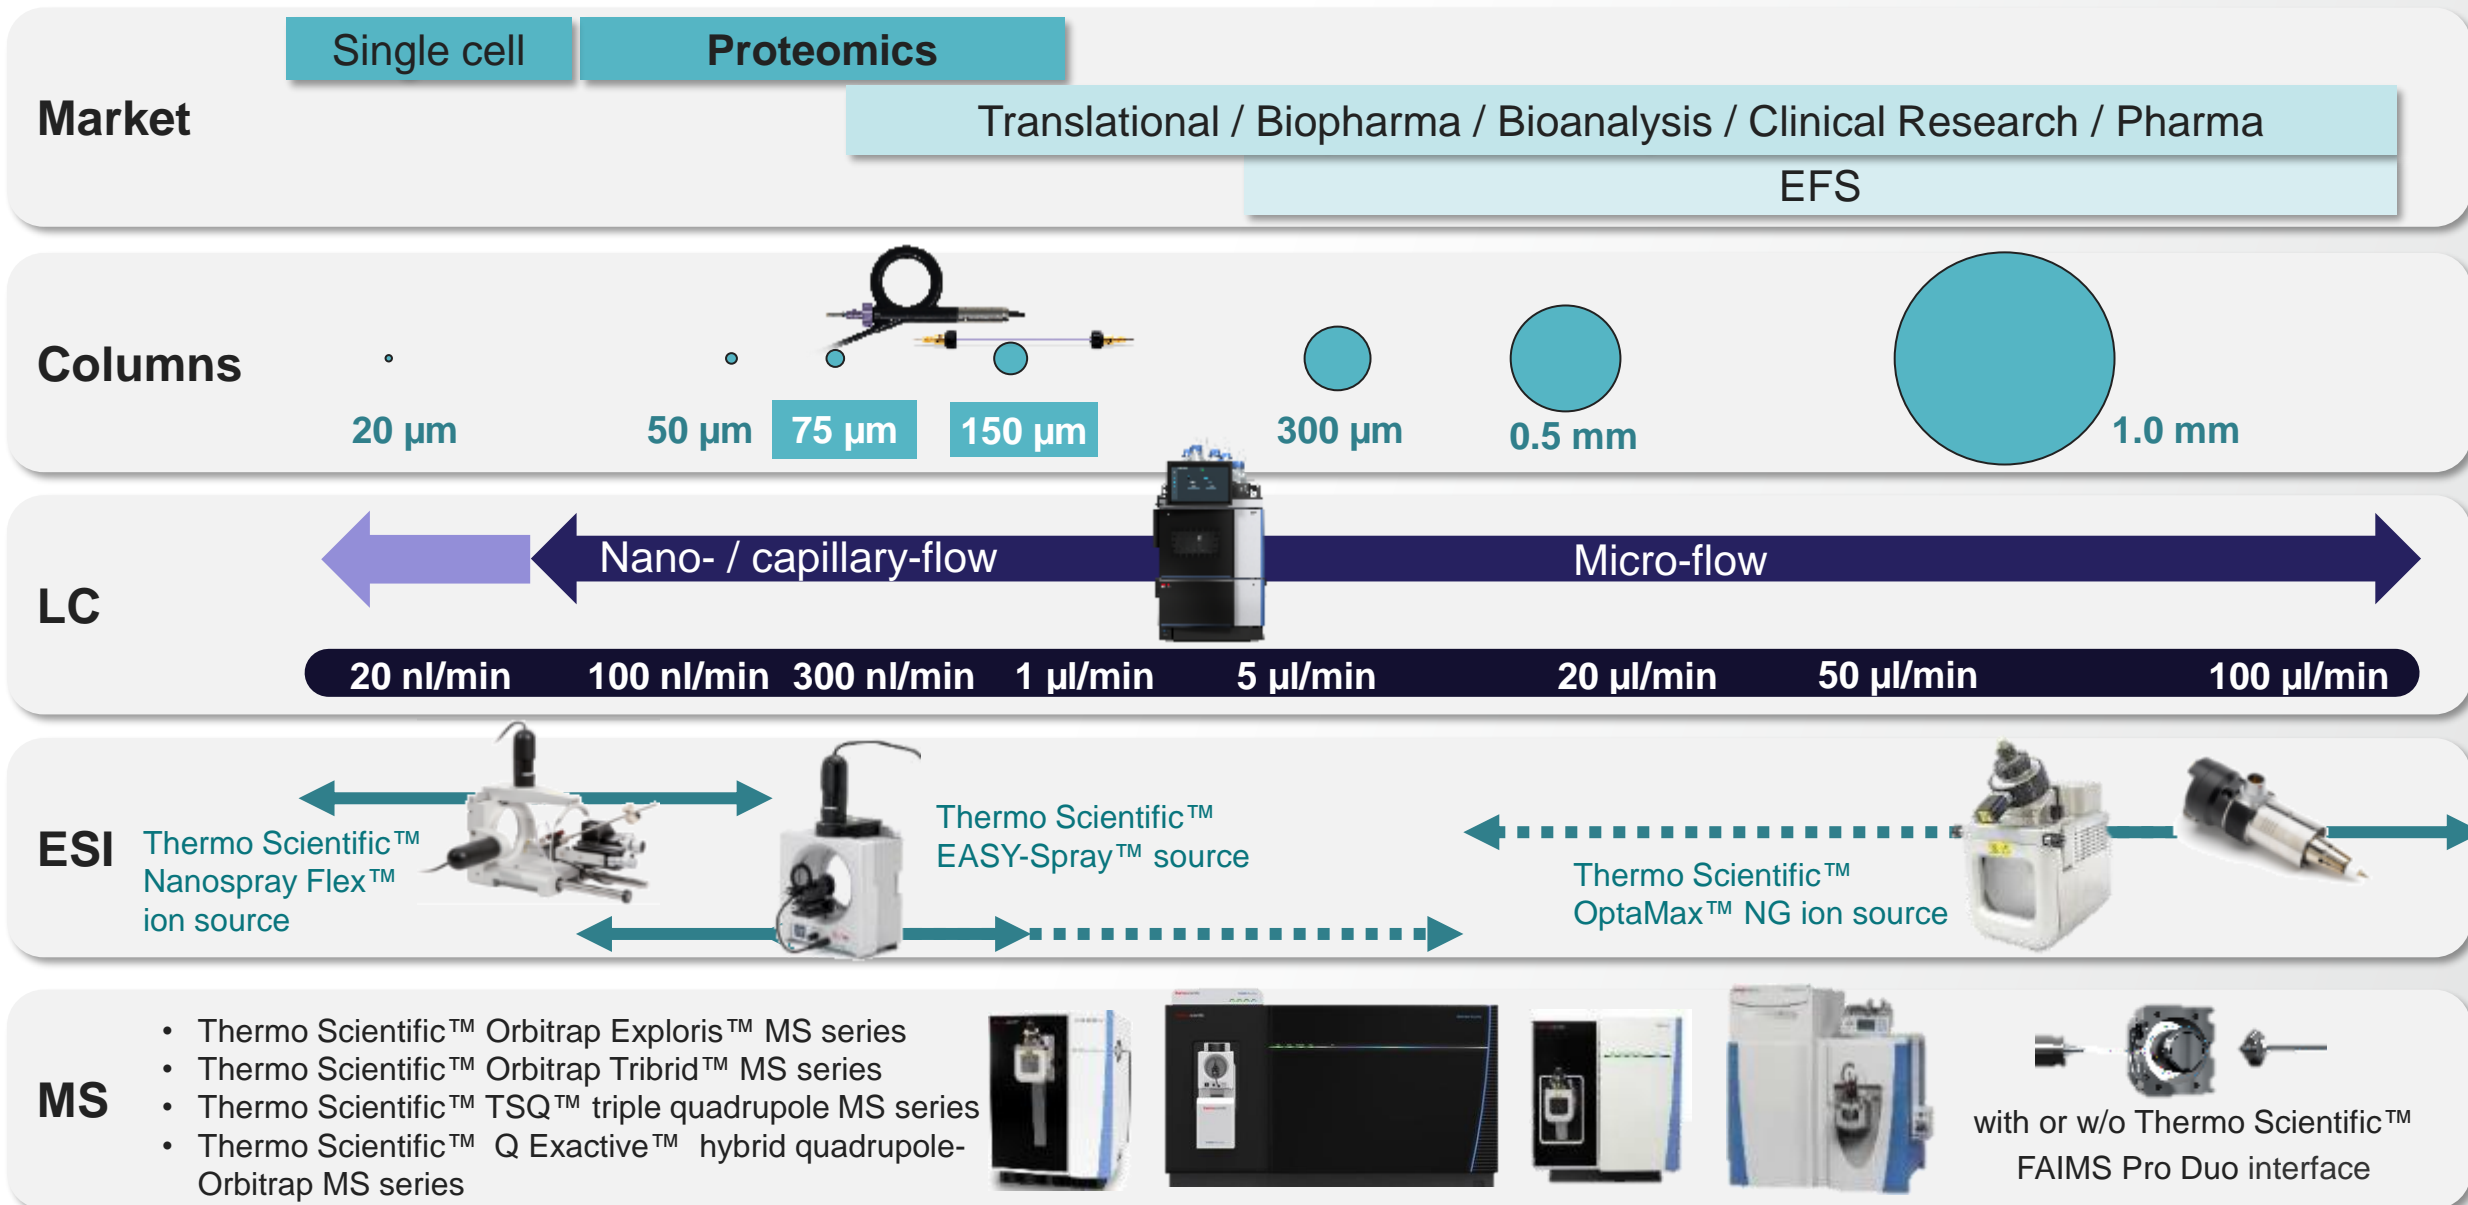 Single cell
Proteomics
Market
Translational / Biopharma / Bioanalysis / Clinical Research / Pharma
EFS
Columns
20 µm
50 µm
75 µm
150 µm
300 µm
0.5 mm
1.0 mm
LC
Nano- / capillary-flow
Micro-flow
20 nl/min
100 nl/min
300 nl/min
1 µl/min
5 µl/min
20 µl/min
50 µl/min
100 µl/min
ESI
Thermo Scientific™
Nanospray Flex™
ion source
Thermo Scientific™
EASY-Spray™ source
Thermo Scientific™
OptaMax™ NG ion source
MS
• Thermo Scientific™ Orbitrap Exploris™ MS series
• Thermo Scientific™ Orbitrap Tribrid™ MS series
• Thermo Scientific™ TSQ™ triple quadrupole MS series
• Thermo Scientific™ Q Exactive™ hybrid quadrupole-
Orbitrap MS series
with or w/o Thermo Scientific™
FAIMS Pro Duo interface